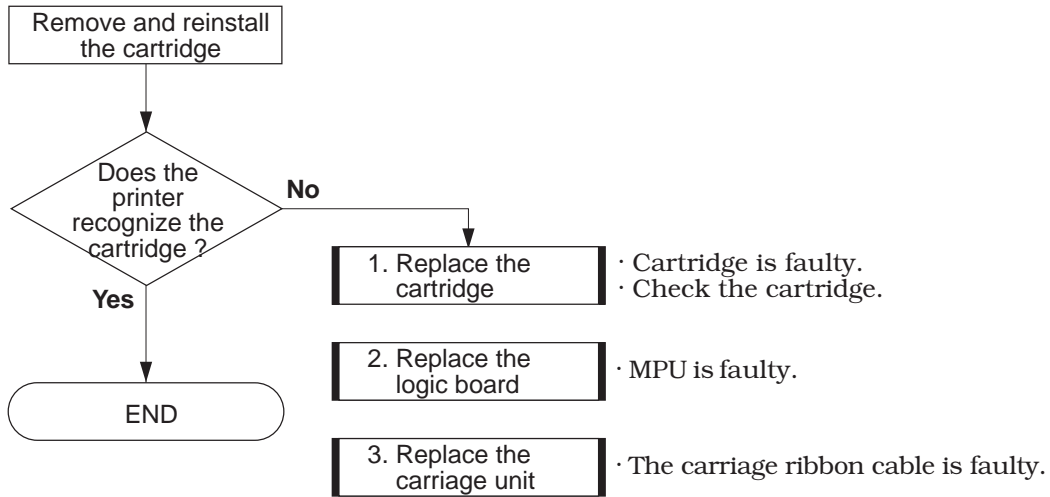 Remove and reinstall
the cartridge
Does the
printer
recognize the
cartridge ?
No
Yes
END
1. Replace the
cartridge
· Cartridge is faulty.
· Check the cartridge.
2. Replace the
logic board
· MPU is faulty.
3. Replace the
carriage unit
· The carriage ribbon cable is faulty.